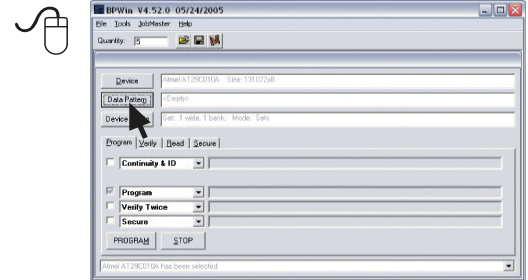 BPWin V4.52.0 05/24/2005
File Tools JobMaster Help
Quantity: 5
Device Atmel AT29C010A Size: 131072x8
Data Pattern <Empty>
Device Set: 1 wide, 1 bank; Mode: Sets
Program Verify Read Secure
Continuity & ID
Program
Verify Twice
Secure
PROGRAM STOP
Atmel AT29C010A has been selected